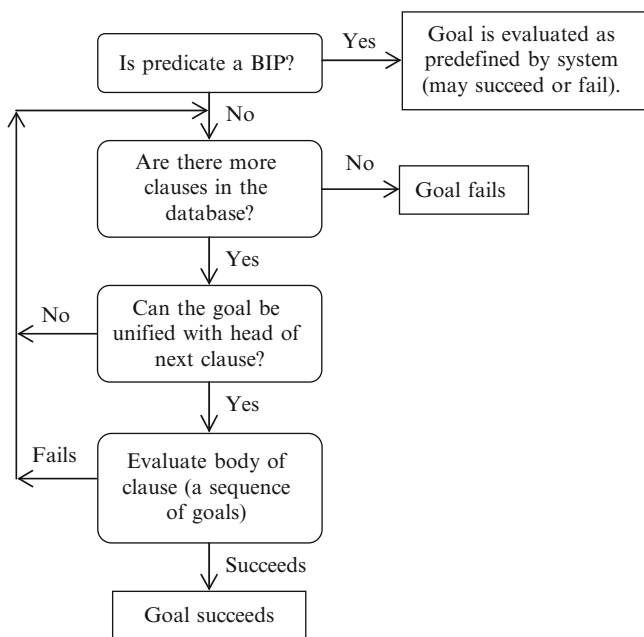 Is predicate a BIP?
Yes
Goal is evaluated as
predefined by system
(may succeed or fail).
No
Are there more
clauses in the
database?
No
Goal fails
Yes
Can the goal be
unified with head of
next clause?
No
Yes
Evaluate body of
clause (a sequence
of goals)
Fails
Succeeds
Goal succeeds